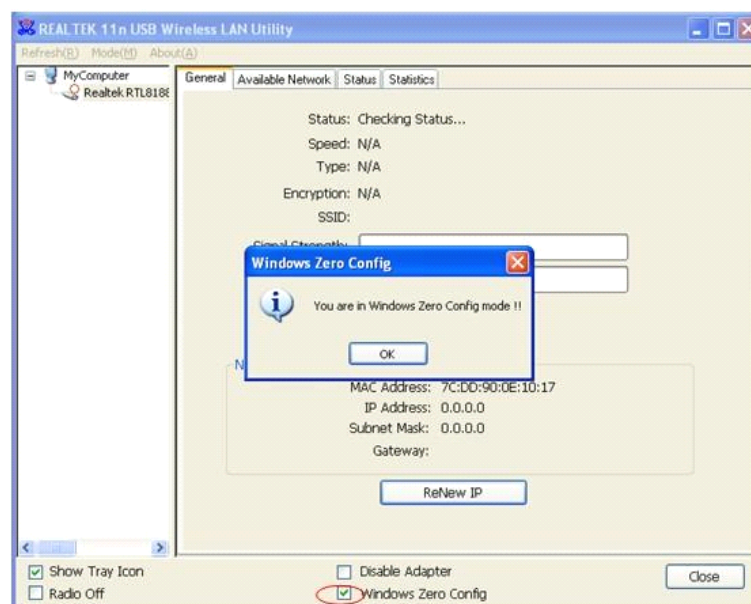 REALTEK 11n USB Wireless LAN Utility
Refresh(R) Mode(M) About(A)
MyComputer
Realtek RTL8188
General Available Network Status Statistics
Status: Checking Status...
Speed: N/A
Type: N/A
Encryption: N/A
SSID:
Signal Strength:
Windows Zero Config
You are in Windows Zero Config mode !!
OK
N
MAC Address: 7C:DD:90:0E:10:17
IP Address: 0.0.0.0
Subnet Mask: 0.0.0.0
Gateway:
ReNew IP
Show Tray Icon
Disable Adapter
Close
Radio Off
Windows Zero Config